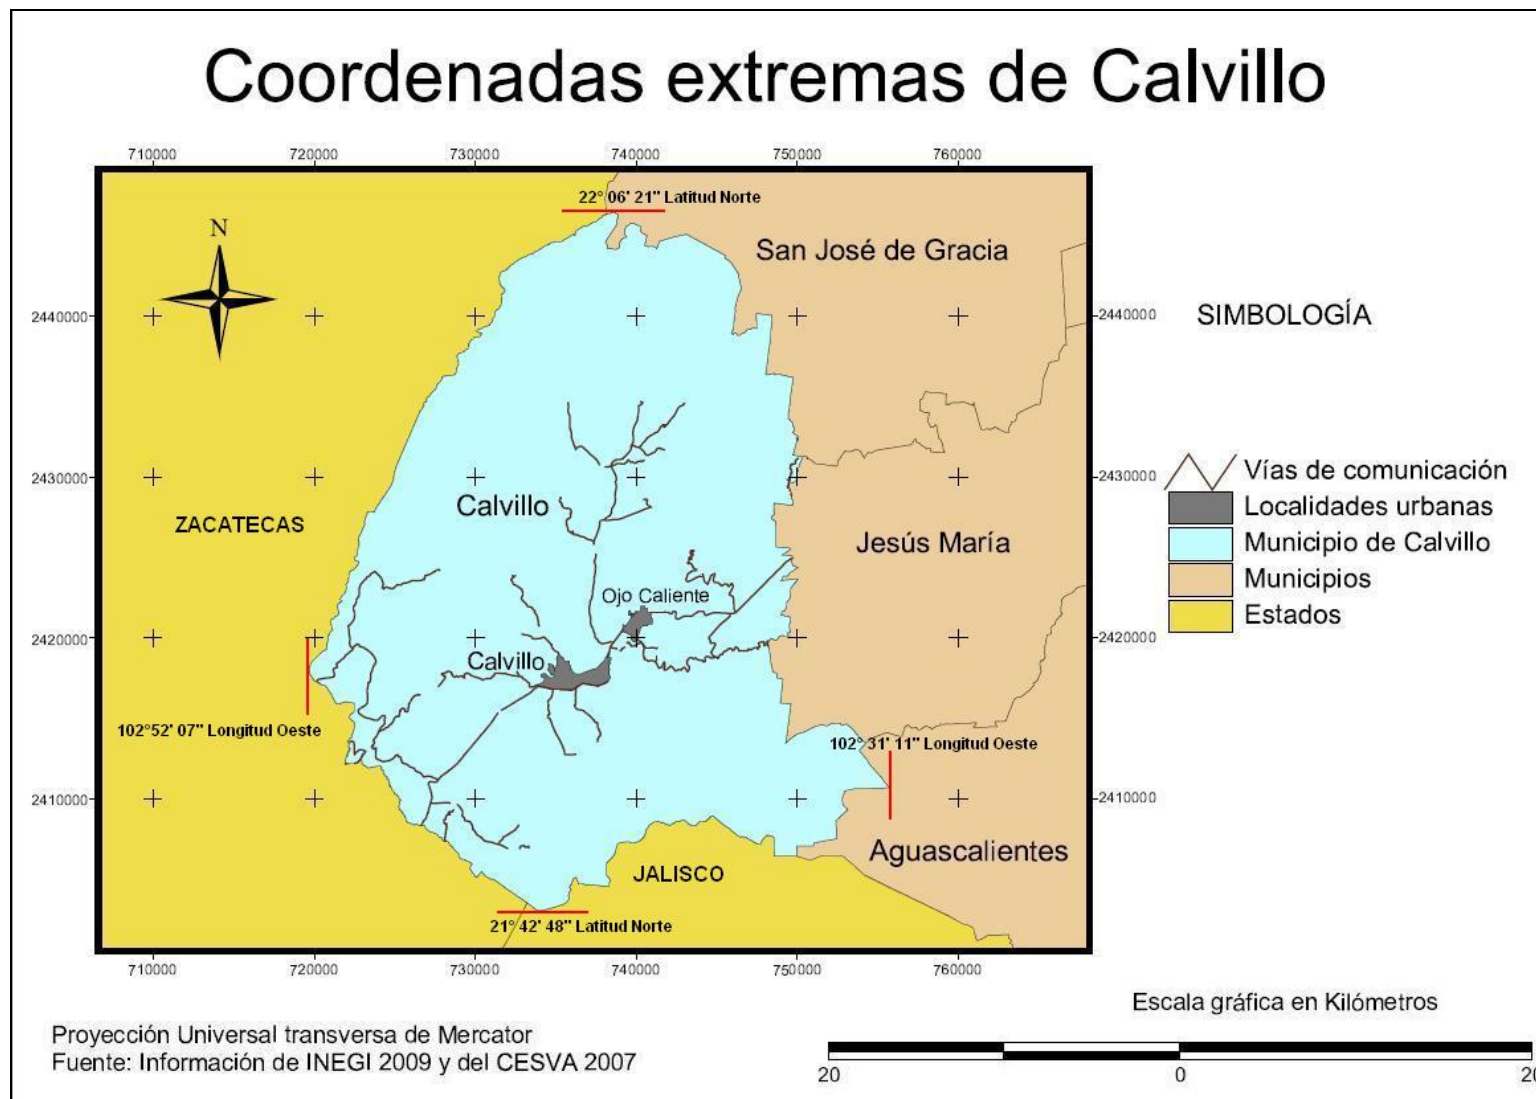 Coordenadas extremas de Calvillo
710000 720000 730000 740000 750000 760000
22° 06' 21" Latitud Norte
N
San José de Gracia
2440000 2440000
SIMBOLOGÍA
2430000 2430000
Vías de comunicación
Calvillo
Localidades urbanas
ZACATECAS
Jesús María
Municipio de Calvillo
Municipios
Ojo Caliente
Estados
2420000 2420000
Calvillo
102°52' 07" Longitud Oeste
102° 31' 11" Longitud Oeste
2410000 2410000
Aguascalientes
JALISCO
21° 42' 48" Latitud Norte
710000 720000 730000 740000 750000 760000
Escala gráfica en Kilómetros
Proyección Universal transversa de Mercator
Fuente: Información de INEGI 2009 y del CESVA 2007
20 0